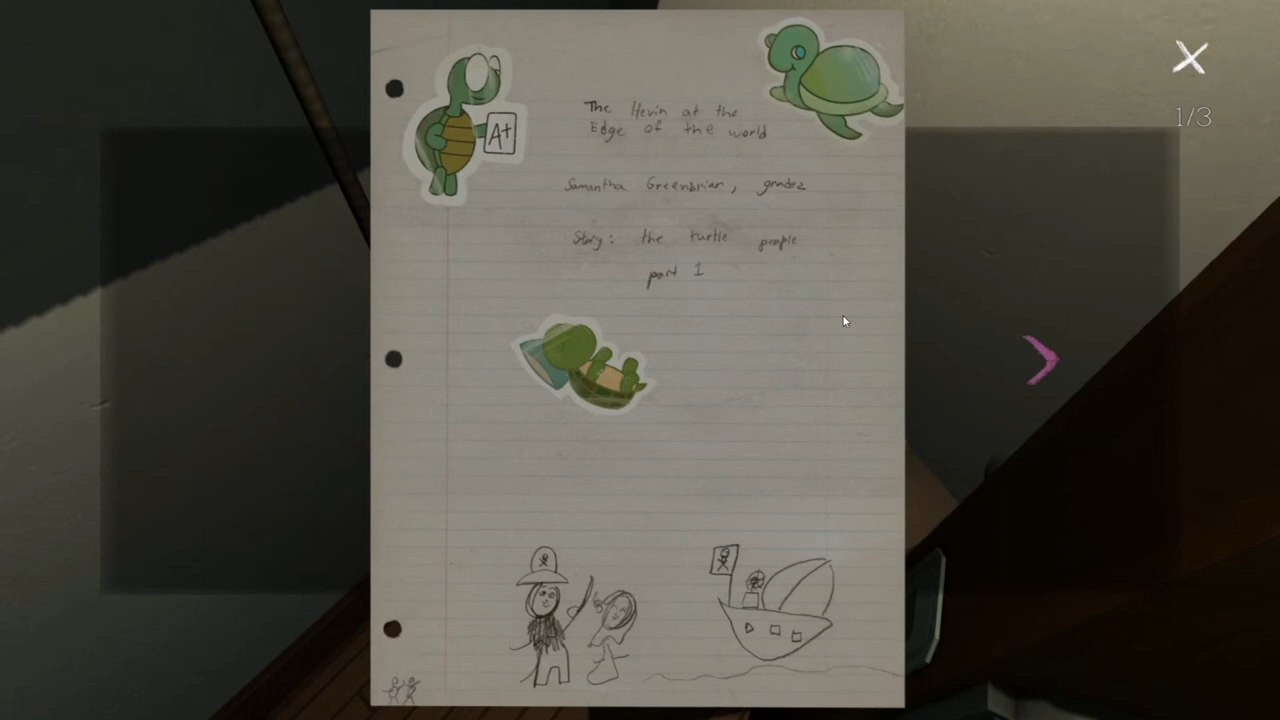 A+
1/3
The Hevin at the
Edge of the world
Samantha Greenbriar, grade2
Story: the turtle people
part 1